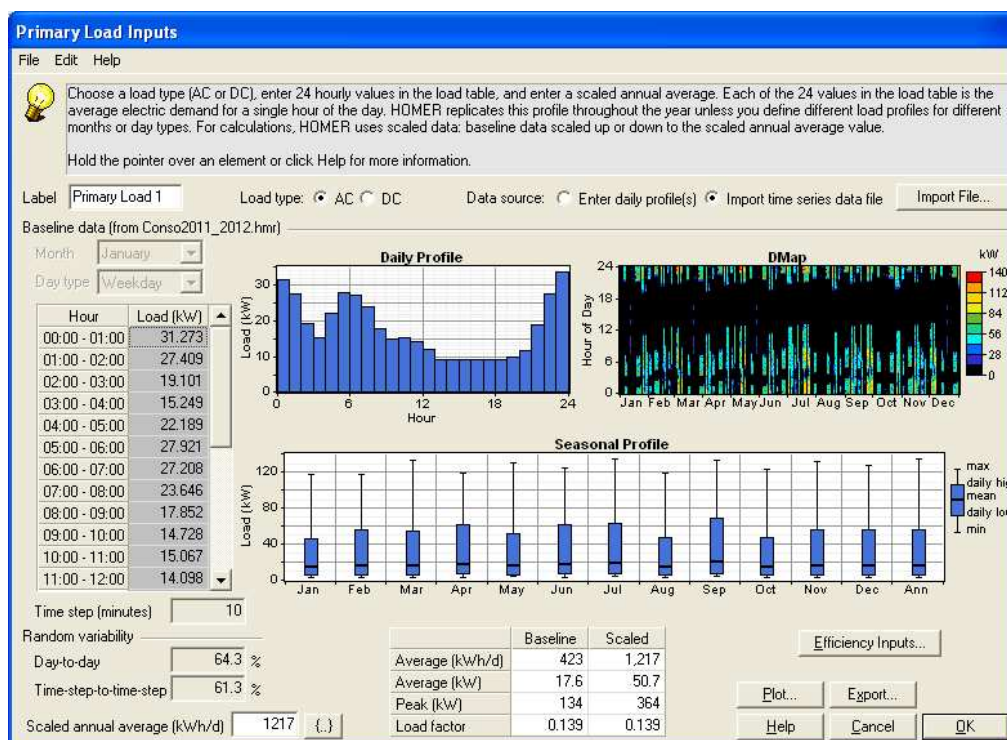 Primary Load Inputs
File Edit Help
Choose a load type (AC or DC), enter 24 hourly values in the load table, and enter a scaled annual average. Each of the 24 values in the load table is the
average electric demand for a single hour of the day. HOMER replicates this profile throughout the year unless you define different load profiles for different
months or day types. For calculations, HOMER uses scaled data: baseline data scaled up or down to the scaled annual average value.
Hold the pointer over an element or click Help for more information.
Label Primary Load 1 Load type: AC DC Data source: Enter daily profile(s) Import time series data file Import File...
Baseline data (from Conso2011_2012.hmr)
Month January
Day type Weekday
Hour Load (kW)
00:00 - 01:00 31.273
01:00 - 02:00 27.409
02:00 - 03:00 19.101
03:00 - 04:00 15.249
04:00 - 05:00 22.189
05:00 - 06:00 27.921
06:00 - 07:00 27.208
07:00 - 08:00 23.646
08:00 - 09:00 17.852
09:00 - 10:00 14.728
10:00 - 11:00 15.067
11:00 - 12:00 14.098
Daily Profile
Load (kW)
30
20
10
0
0 6 12 18 24
Hour
DMap
Hour of Day
24
18
12
6
0
Jan Feb Mar Apr May Jun Jul Aug Sep Oct Nov Dec
kW
140
112
84
56
28
0
Seasonal Profile
Load (kW)
120
80
40
0
Jan Feb Mar Apr May Jun Jul Aug Sep Oct Nov Dec Ann
max
daily hi
mean
daily lo
min
Time step (minutes) 10
Random variability
Day-to-day 64.3 %
Time-step-to-time-step 61.3 %
Scaled annual average (kWh/d) 1217 {..}
Baseline Scaled
Average (kWh/d) 423 1,217
Average (kW) 17.6 50.7
Peak (kW) 134 364
Load factor 0.139 0.139
Efficiency Inputs...
Plot... Export...
Help Cancel OK